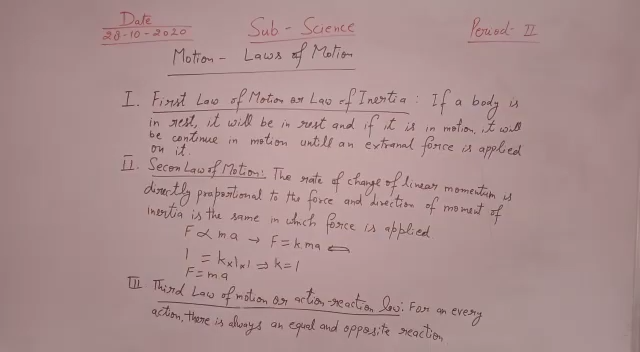 Date
28-10-2020
Sub - Science
Period- II
Motion - Laws of Motion
I. First Law of Motion or Law of Inertia : If a body is
in rest, it will be in rest and if it is in motion, it will
be continue in motion untill an extranal force is applied
on it.
II. Secon Law of Motion: The rate of change of linear momentum is
directly proportional to the force and direction of moment of
inertia is the same in which force is applied
F ∝ ma → F = kma ⇐
1 = k×1×1 ⇒ k=1
F=ma
III Third Law of motion or action-reaction law: For an every
action, there is always an equal and opposite reaction.